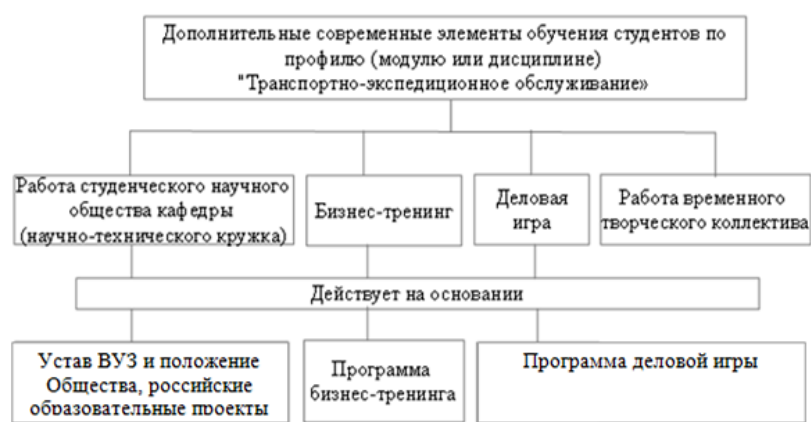 Дополнительные современные элементы обучения студентов по
профилю (модулю или дисциплине)
"Транспортно-экспедиционное обслуживание»
Работа студенческого научного
общества кафедры
(научно-технического кружка)
Бизнес-тренинг
Деловая
игра
Работа временного
творческого коллектива
Действует на основании
Устав ВУЗ и положение
Общества, российские
образовательные проекты
Программа
бизнес-тренинга
Программа деловой игры